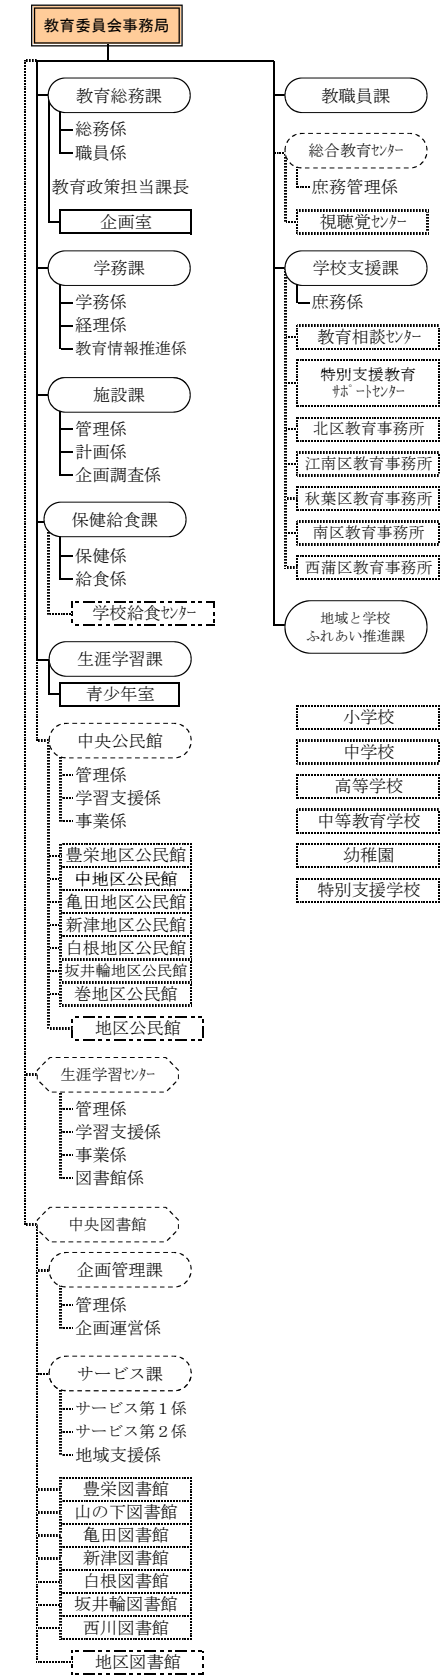 教育委員会事務局
教育総務課
総務係
職員係
教育政策担当課長
企画室
学務課
学務係
経理係
教育情報推進係
施設課
管理係
計画係
企画調査係
保健給食課
保健係
給食係
学校給食ｾﾝﾀｰ
生涯学習課
青少年室
中央公民館
管理係
学習支援係
事業係
豊栄地区公民館
中地区公民館
亀田地区公民館
新津地区公民館
白根地区公民館
坂井輪地区公民館
巻地区公民館
地区公民館
生涯学習ｾﾝﾀｰ
管理係
学習支援係
事業係
図書館係
中央図書館
企画管理課
管理係
企画運営係
サービス課
サービス第１係
サービス第２係
地域支援係
豊栄図書館
山の下図書館
亀田図書館
新津図書館
白根図書館
坂井輪図書館
西川図書館
地区図書館
教職員課
総合教育ｾﾝﾀｰ
庶務管理係
視聴覚ｾﾝﾀｰ
学校支援課
庶務係
教育相談ｾﾝﾀｰ
特別支援教育
ｻﾎﾟｰﾄｾﾝﾀｰ
北区教育事務所
江南区教育事務所
秋葉区教育事務所
南区教育事務所
西蒲区教育事務所
地域と学校
ふれあい推進課
小学校
中学校
高等学校
中等教育学校
幼稚園
特別支援学校